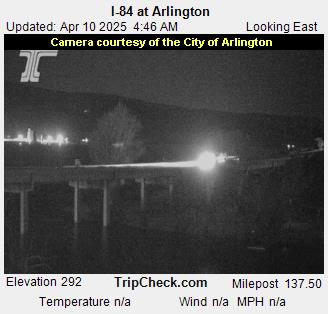 I-84 at Arlington
Updated: Apr 10 2025 4:46 AM Looking East
Camera courtesy of the City of Arlington
Elevation 292 TripCheck.com Milepost 137.50
Temperature n/a Wind n/a MPH n/a